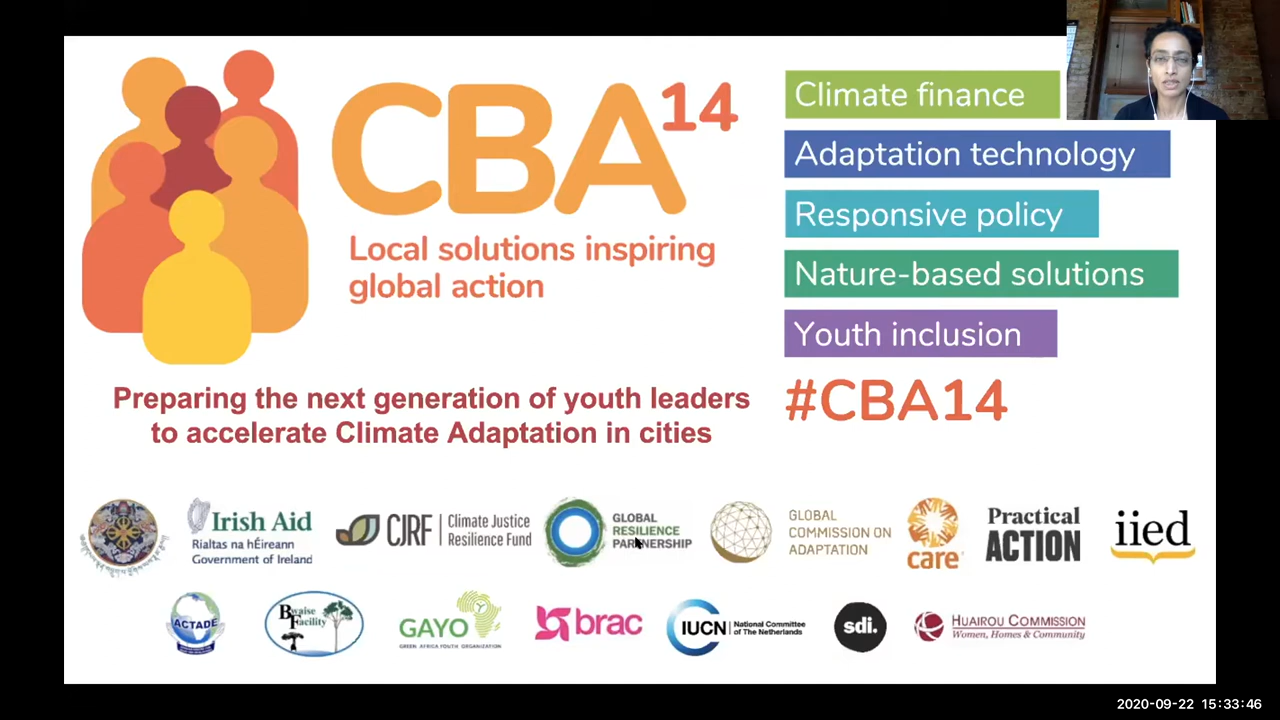 CBA14
Local solutions inspiring
global action
Climate finance
Adaptation technology
Responsive policy
Nature-based solutions
Youth inclusion
#CBA14
Preparing the next generation of youth leaders
to accelerate Climate Adaptation in cities
Irish Aid
Rialtas na hÉireann
Government of Ireland
CJRF
Climate Justice
Resilience Fund
GLOBAL
RESILIENCE
PARTNERSHIP
GLOBAL
COMMISSION ON
ADAPTATION
care
Practical
ACTION
iied
ACTADE
Bwaise
Facility
GAYO
GREEN AFRICA YOUTH ORGANIZATION
brac
IUCN
National Committee
of The Netherlands
sdi.
HUAIROU COMMISSION
Women, Homes & Community
2020-09-22 15:33:46